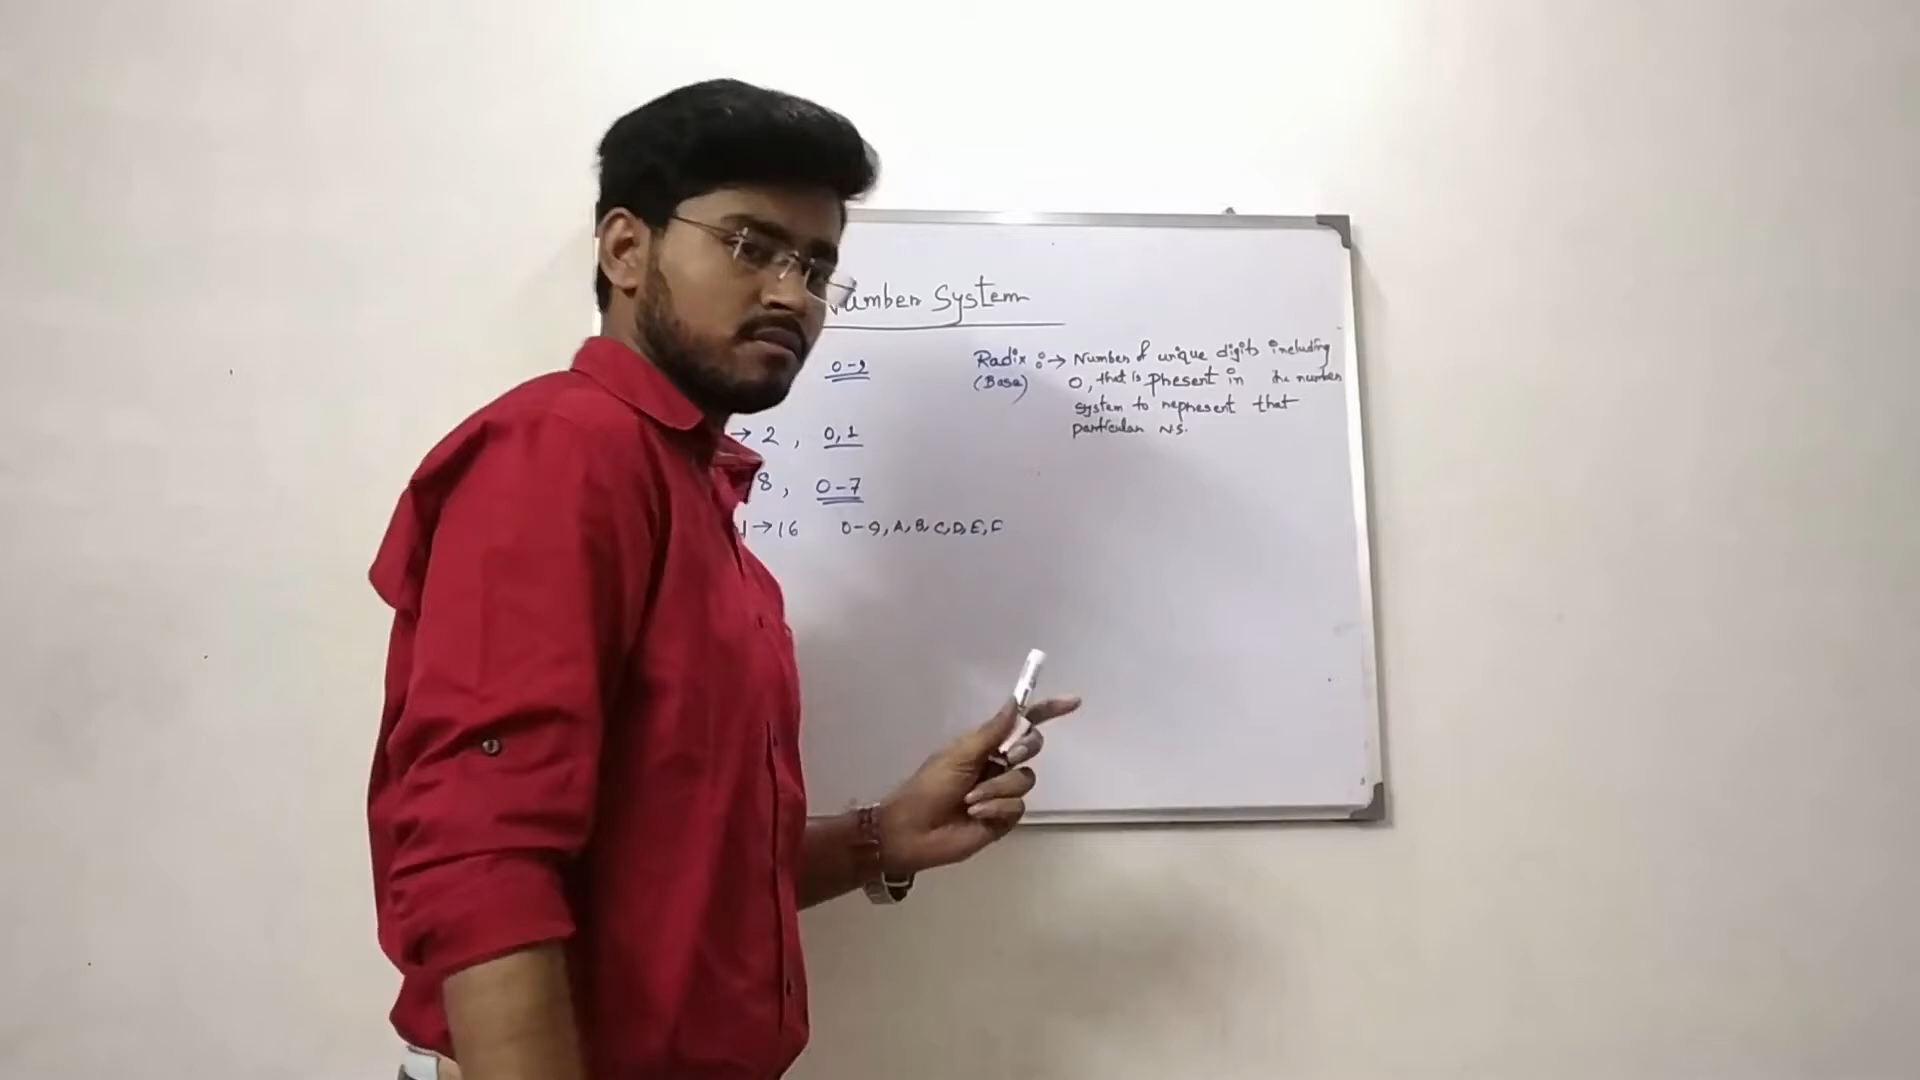 Number System
0-9
→ 2, 0,1
8, 0-7
→ 16 0-9, A, B, C, D, E, F
Radix :→ Number of unique digits including
(Base) 0, that is present in the number
system to represent that
particular NS.